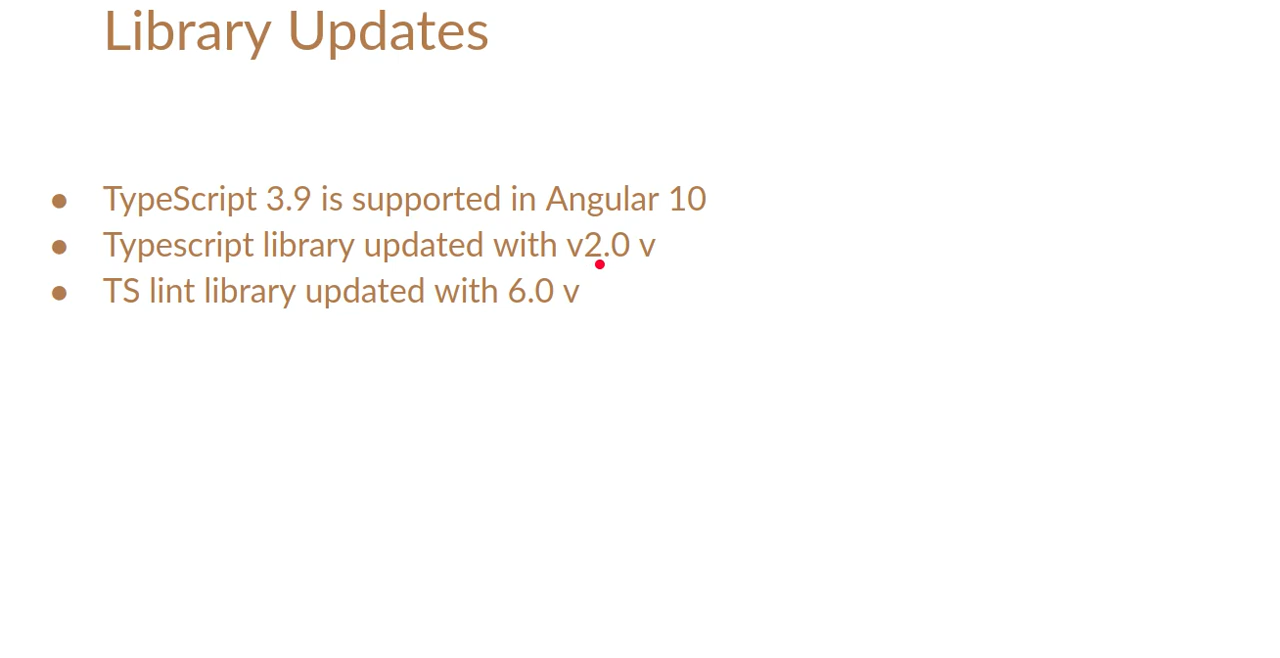 Library Updates
● TypeScript 3.9 is supported in Angular 10
● Typescript library updated with v2.0 v
● TS lint library updated with 6.0 v